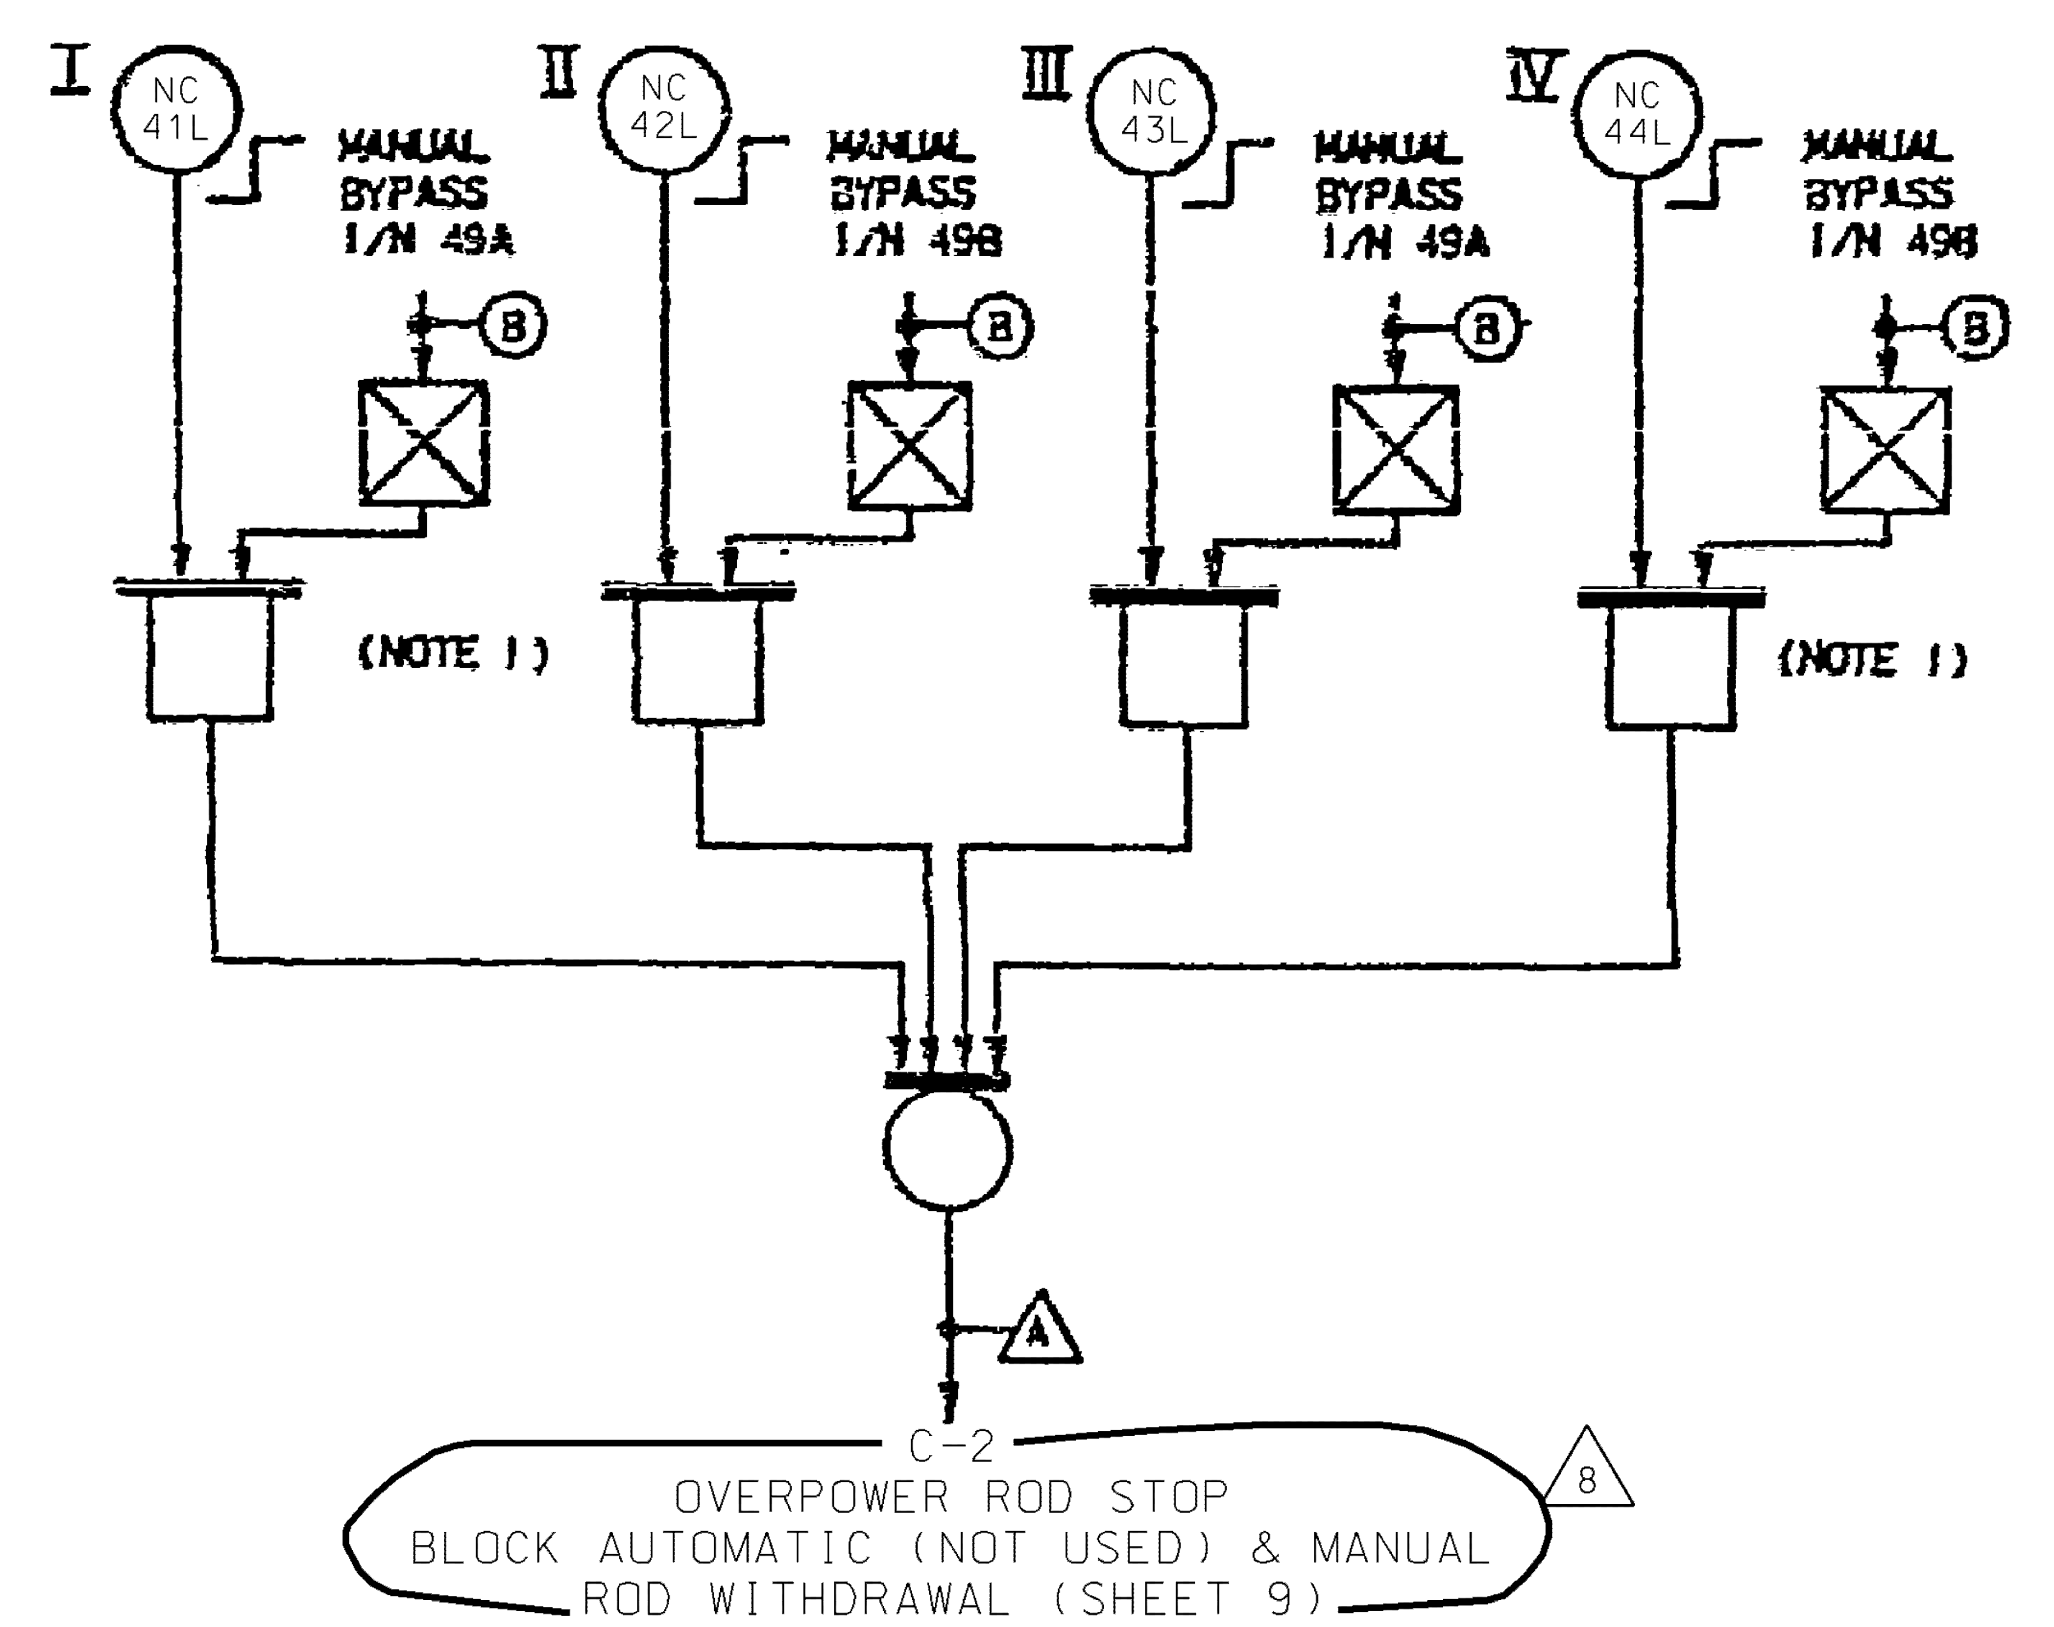 I
NC
41L
MANUAL
BYPASS
I/N 49A
B
II
NC
42L
MANUAL
BYPASS
I/N 49B
B
III
NC
43L
MANUAL
BYPASS
I/N 49A
B
IV
NC
44L
MANUAL
BYPASS
I/N 49B
B
(NOTE 1)
(NOTE 1)
A
C-2
OVERPOWER ROD STOP
BLOCK AUTOMATIC (NOT USED) & MANUAL
ROD WITHDRAWAL (SHEET 9)
8